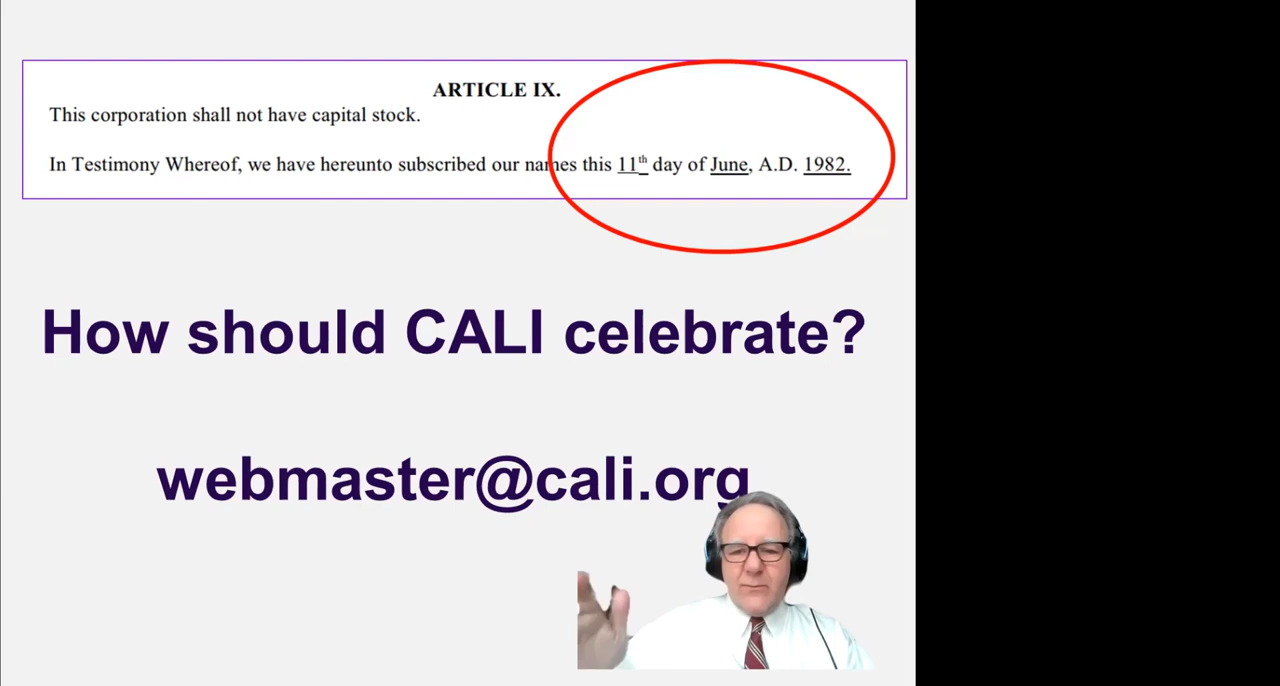 ARTICLE IX.
This corporation shall not have capital stock.
In Testimony Whereof, we have hereunto subscribed our names this 11th day of June, A.D. 1982.
How should CALI celebrate?
webmaster@cali.org